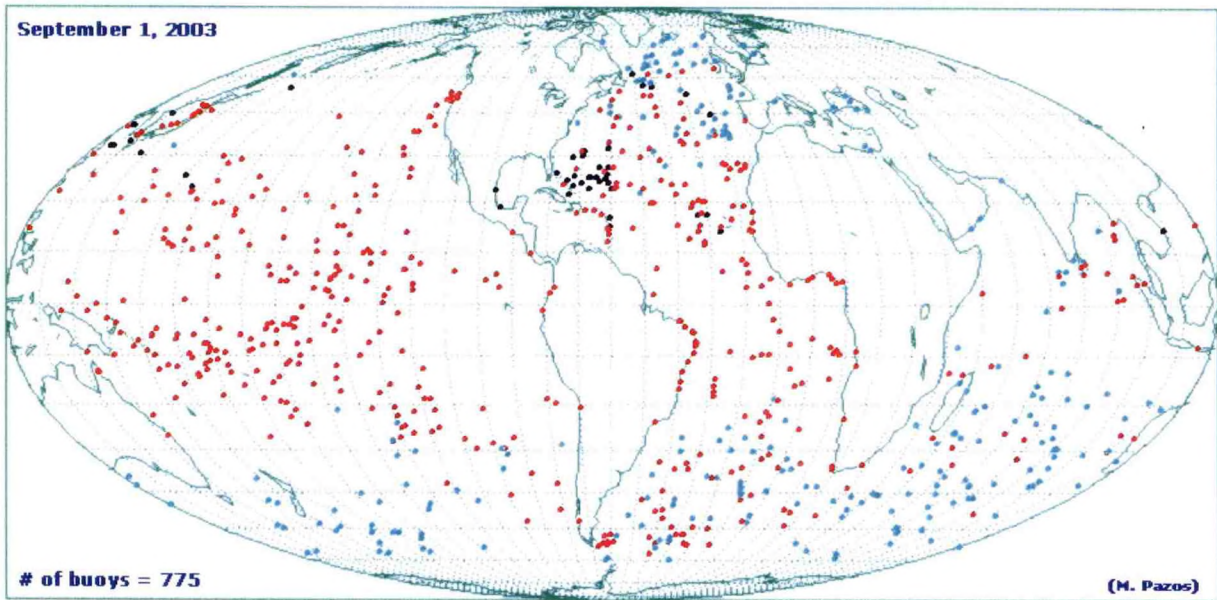 September 1, 2003
# of buoys = 775
(M. Pazos)